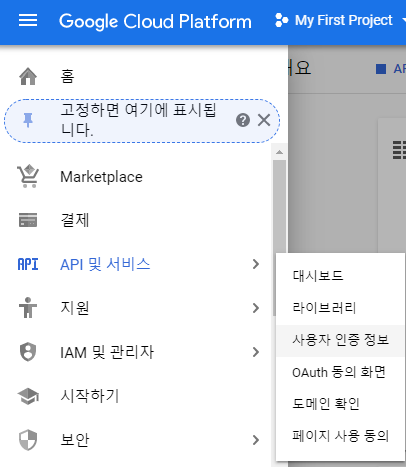 Google Cloud Platform
My First Project
홈
고정하면 여기에 표시됩
니다.
Marketplace
결제
API API 및 서비스
지원
IAM 및 관리자
시작하기
보안
대시보드
라이브러리
사용자 인증 정보
OAuth 동의 화면
도메인 확인
페이지 사용 동의
요
AP